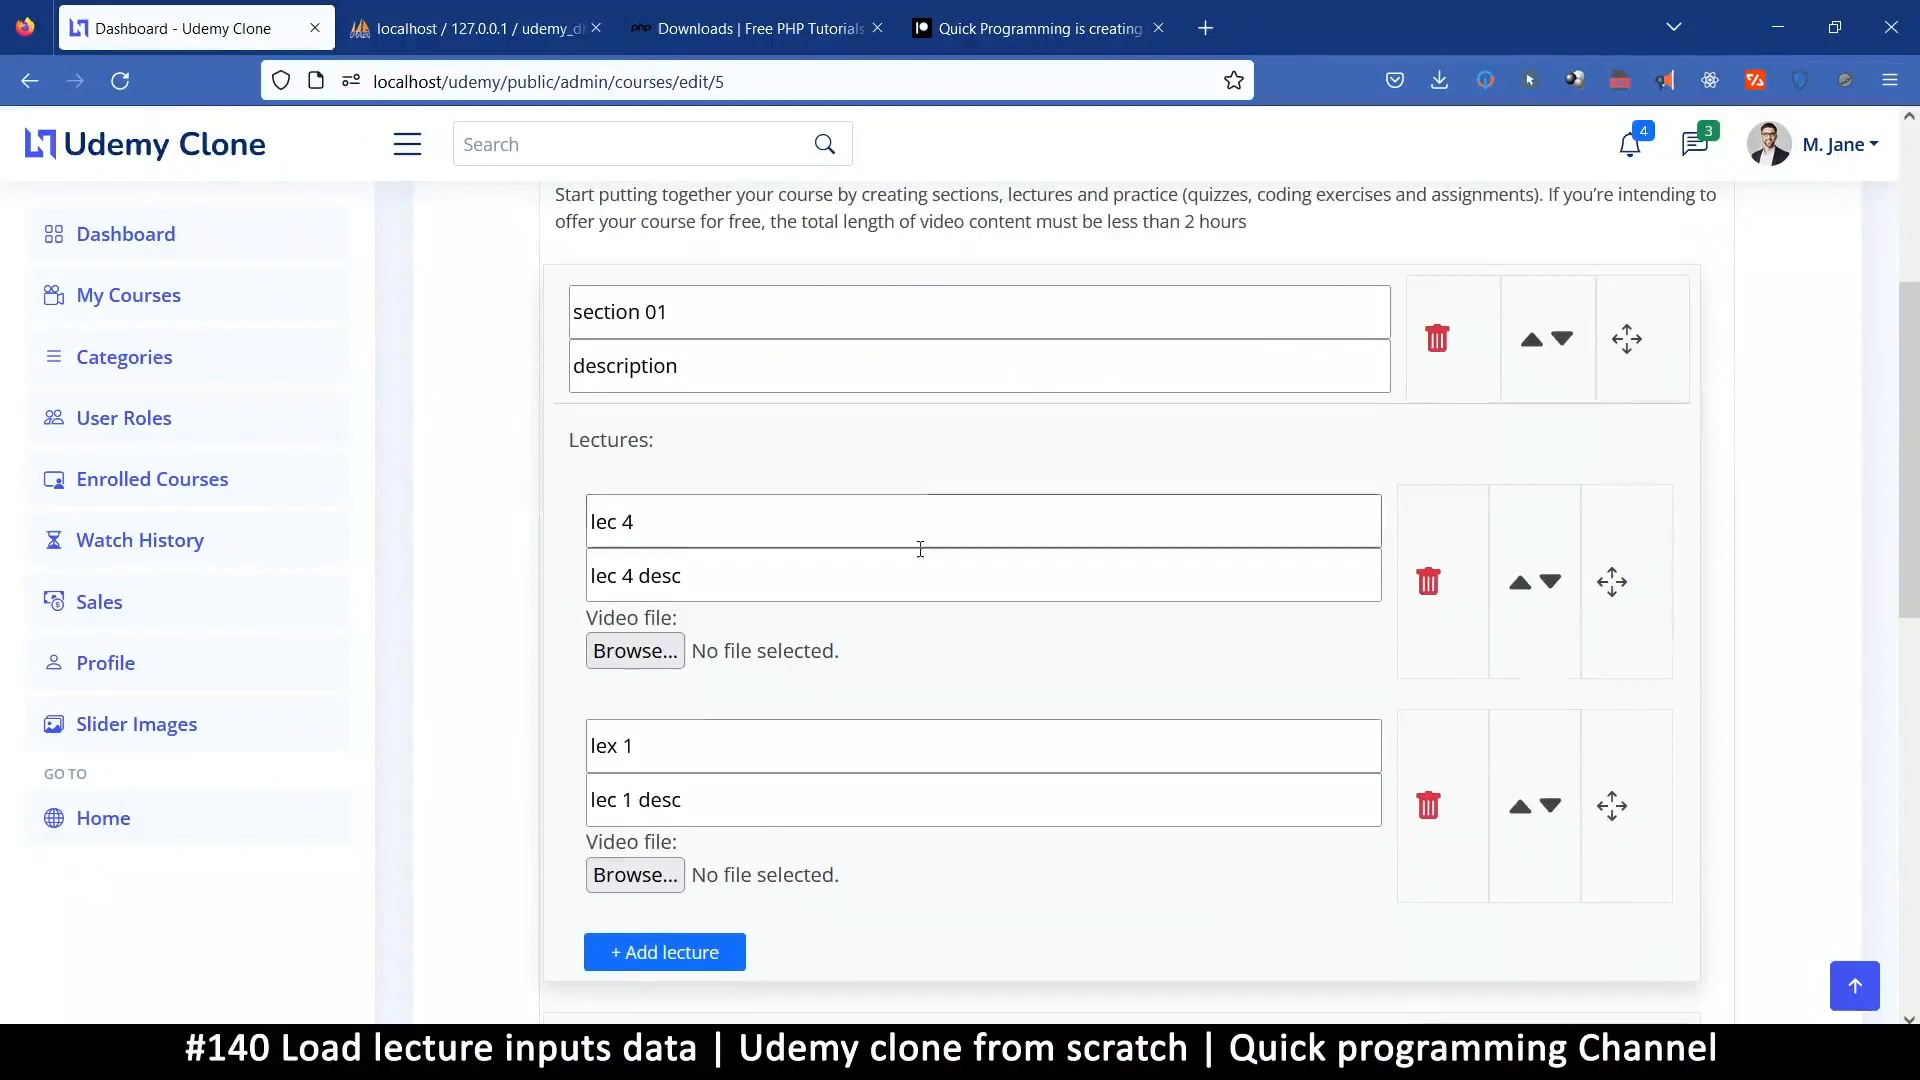 Dashboard - Udemy Clone
localhost / 127.0.0.1 / udemy_d
php Downloads | Free PHP Tutorials
Quick Programming is creating
localhost/udemy/public/admin/courses/edit/5
Udemy Clone
Search
4
3
M. Jane
Dashboard
My Courses
Categories
User Roles
Enrolled Courses
Watch History
Sales
Profile
Slider Images
GO TO
Home
Start putting together your course by creating sections, lectures and practice (quizzes, coding exercises and assignments). If you're intending to
offer your course for free, the total length of video content must be less than 2 hours
section 01
description
Lectures:
lec 4
lec 4 desc
Video file:
Browse... No file selected.
lex 1
lec 1 desc
Video file:
Browse... No file selected.
+ Add lecture
#140 Load lecture inputs data | Udemy clone from scratch | Quick programming Channel